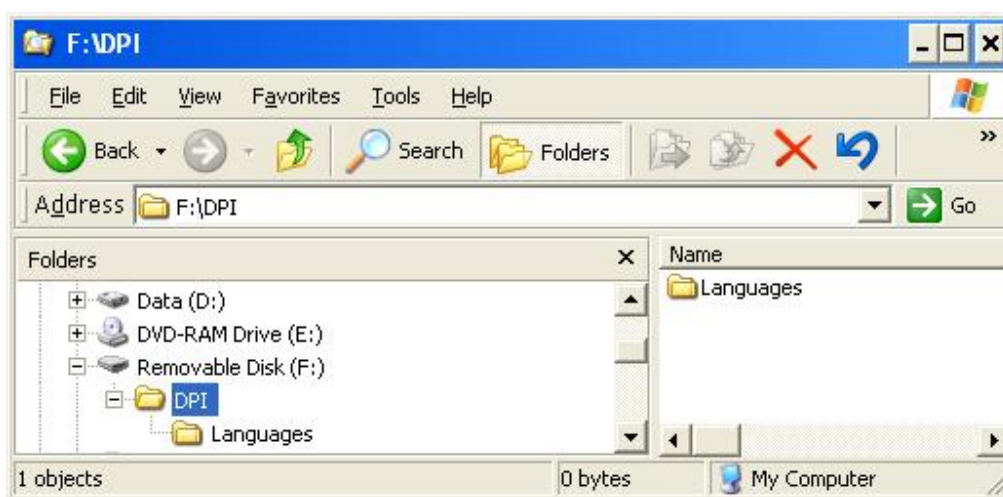 F:\DPI
File Edit View Favorites Tools Help
Back Search Folders »
Address F:\DPI Go
Folders
Data (D:)
DVD-RAM Drive (E:)
Removable Disk (F:)
DPI
Languages
Name
Languages
1 objects 0 bytes My Computer